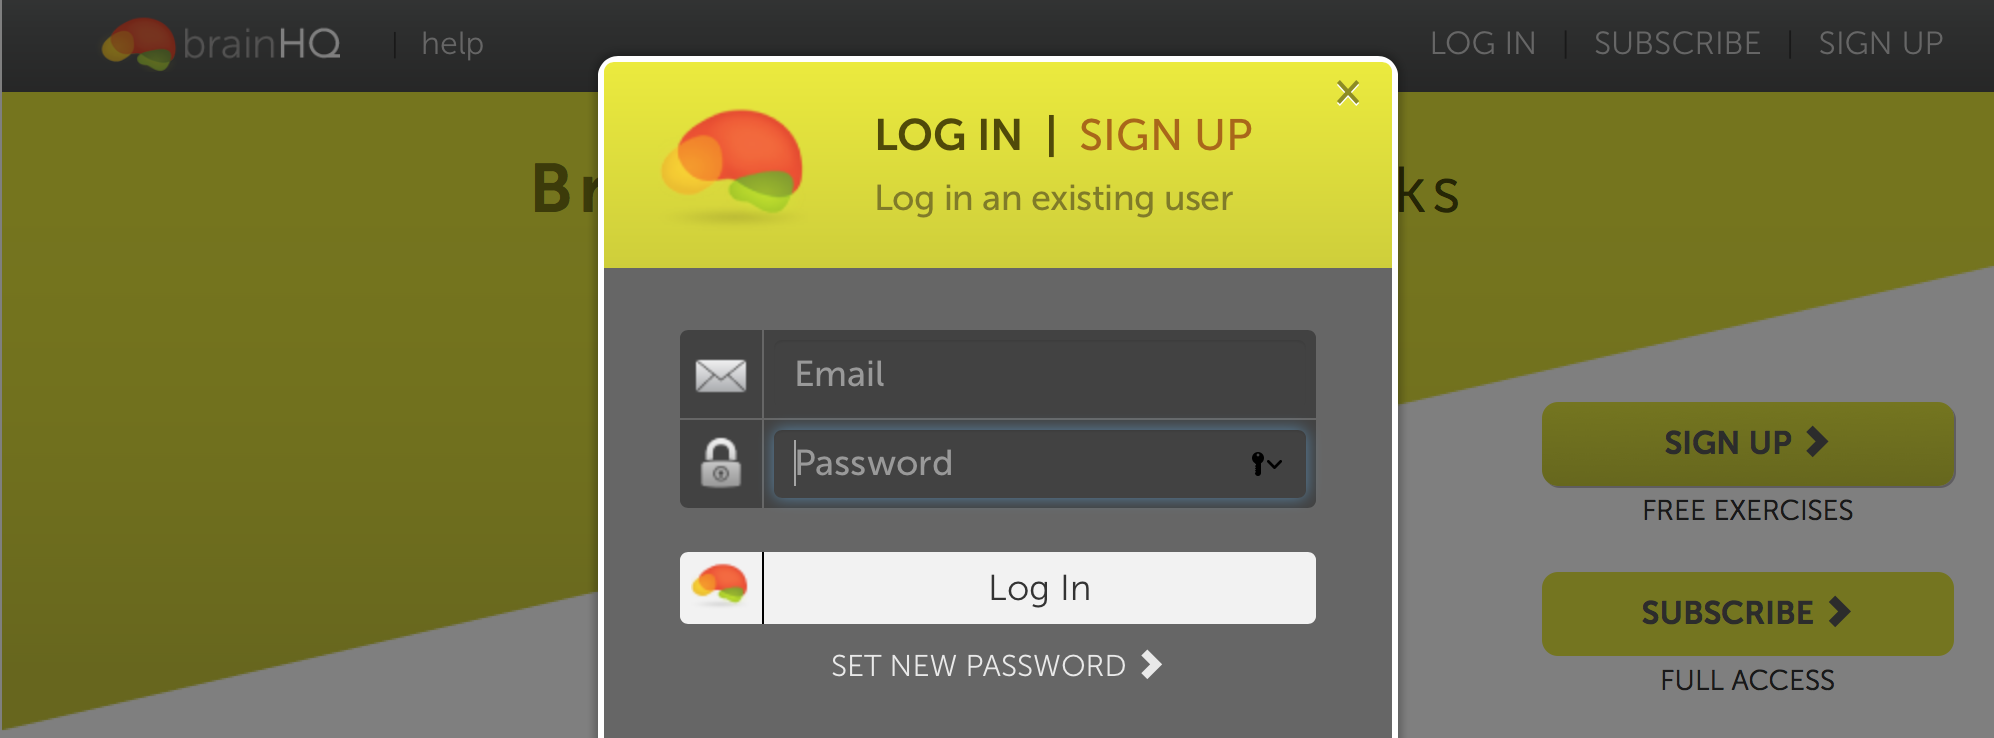 brainHQ | help
LOG IN | SUBSCRIBE | SIGN UP
LOG IN | SIGN UP
Log in an existing user
Email
Password
Log In
SET NEW PASSWORD
SIGN UP
FREE EXERCISES
SUBSCRIBE
FULL ACCESS